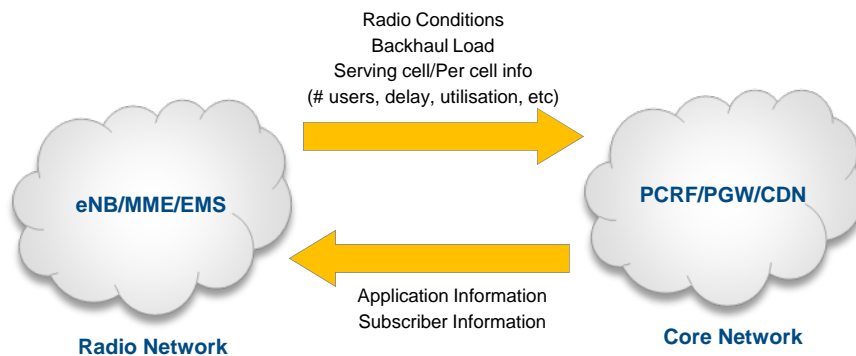 Radio Conditions
Backhaul Load
Serving cell/Per cell info
(# users, delay, utilisation, etc)
eNB/MME/EMS
PCRF/PGW/CDN
Application Information
Subscriber Information
Radio Network
Core Network